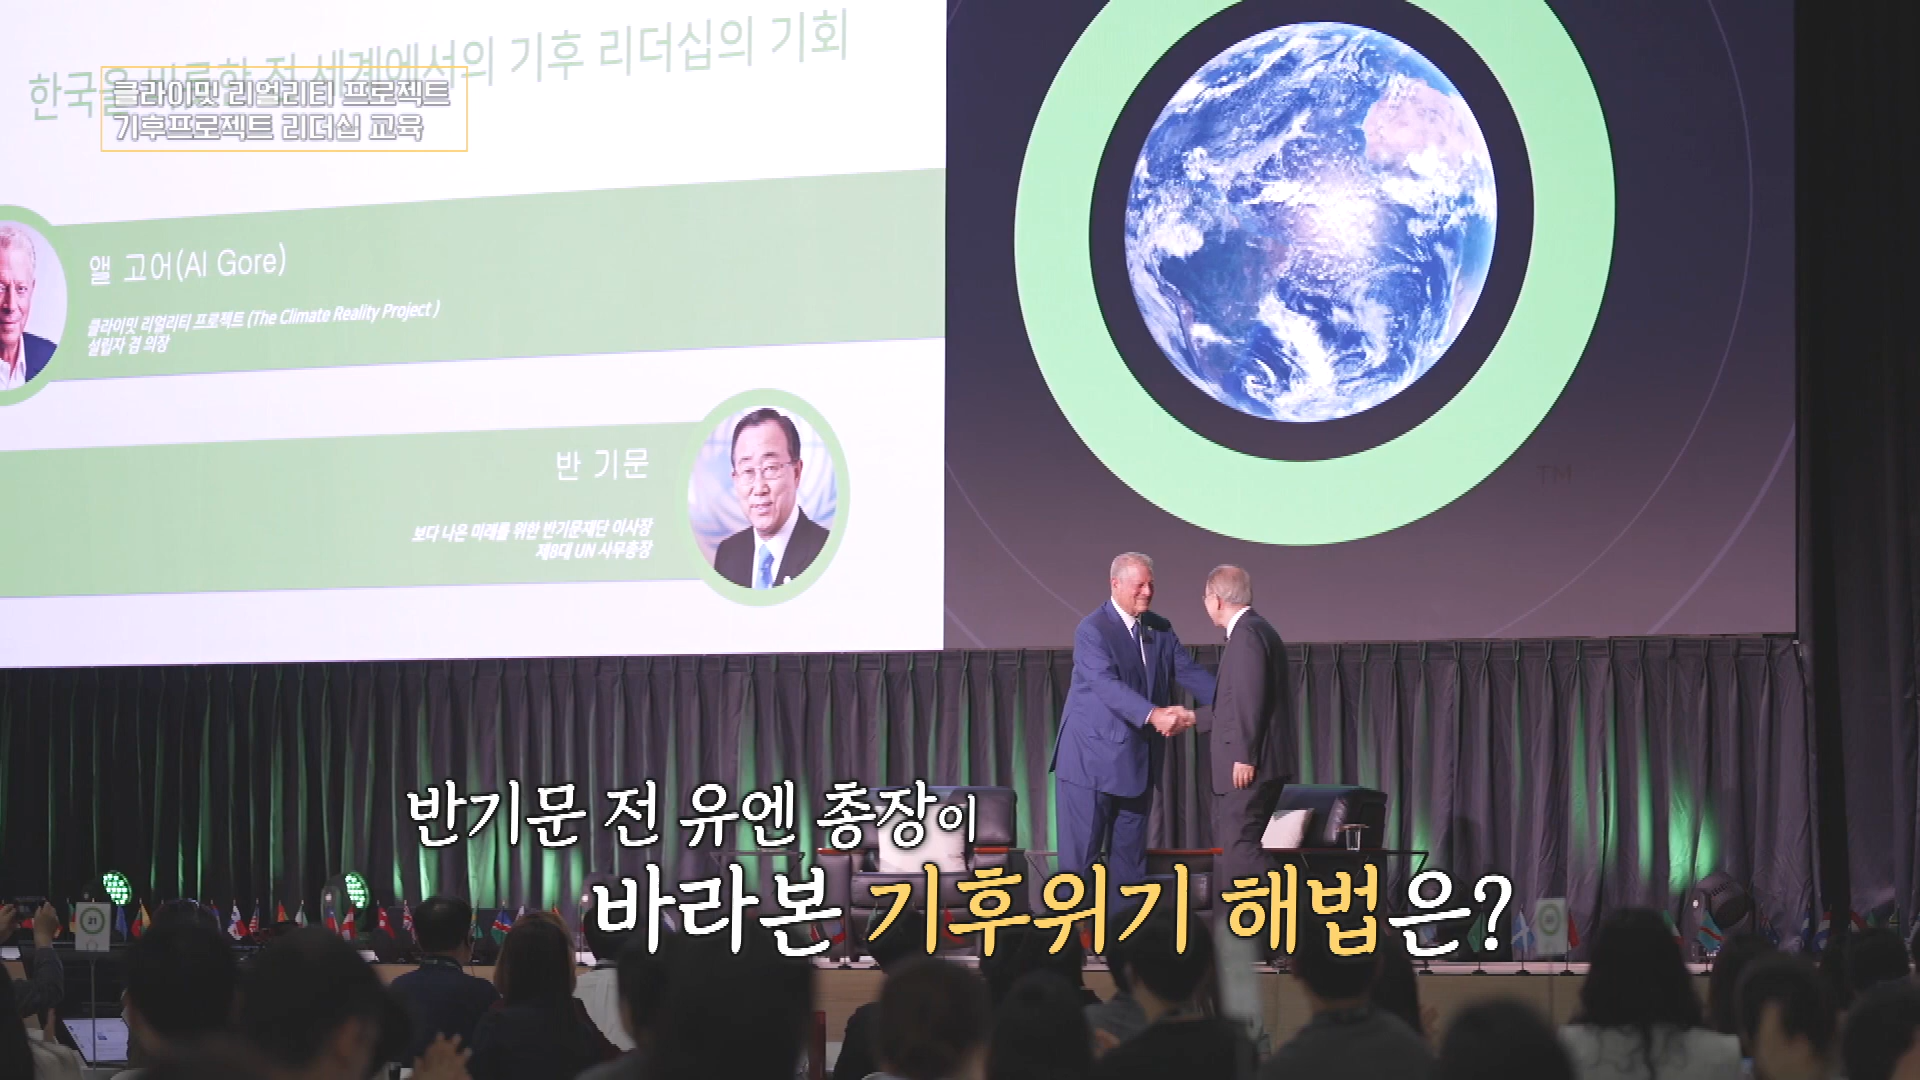 한국을 비롯한 전 세계에서의 기후 리더십의 기회
클라이밋 리얼리티 프로젝트
기후프로젝트 리더십 교육
앨 고어(Al Gore)
클라이밋 리얼리티 프로젝트 (The Climate Reality Project)
설립자 겸 의장
반 기문
보다 나은 미래를 위한 반기문재단 이사장
제8대 UN 사무총장
TM
반기문 전 유엔 총장이
바라본 기후위기 해법은?
21